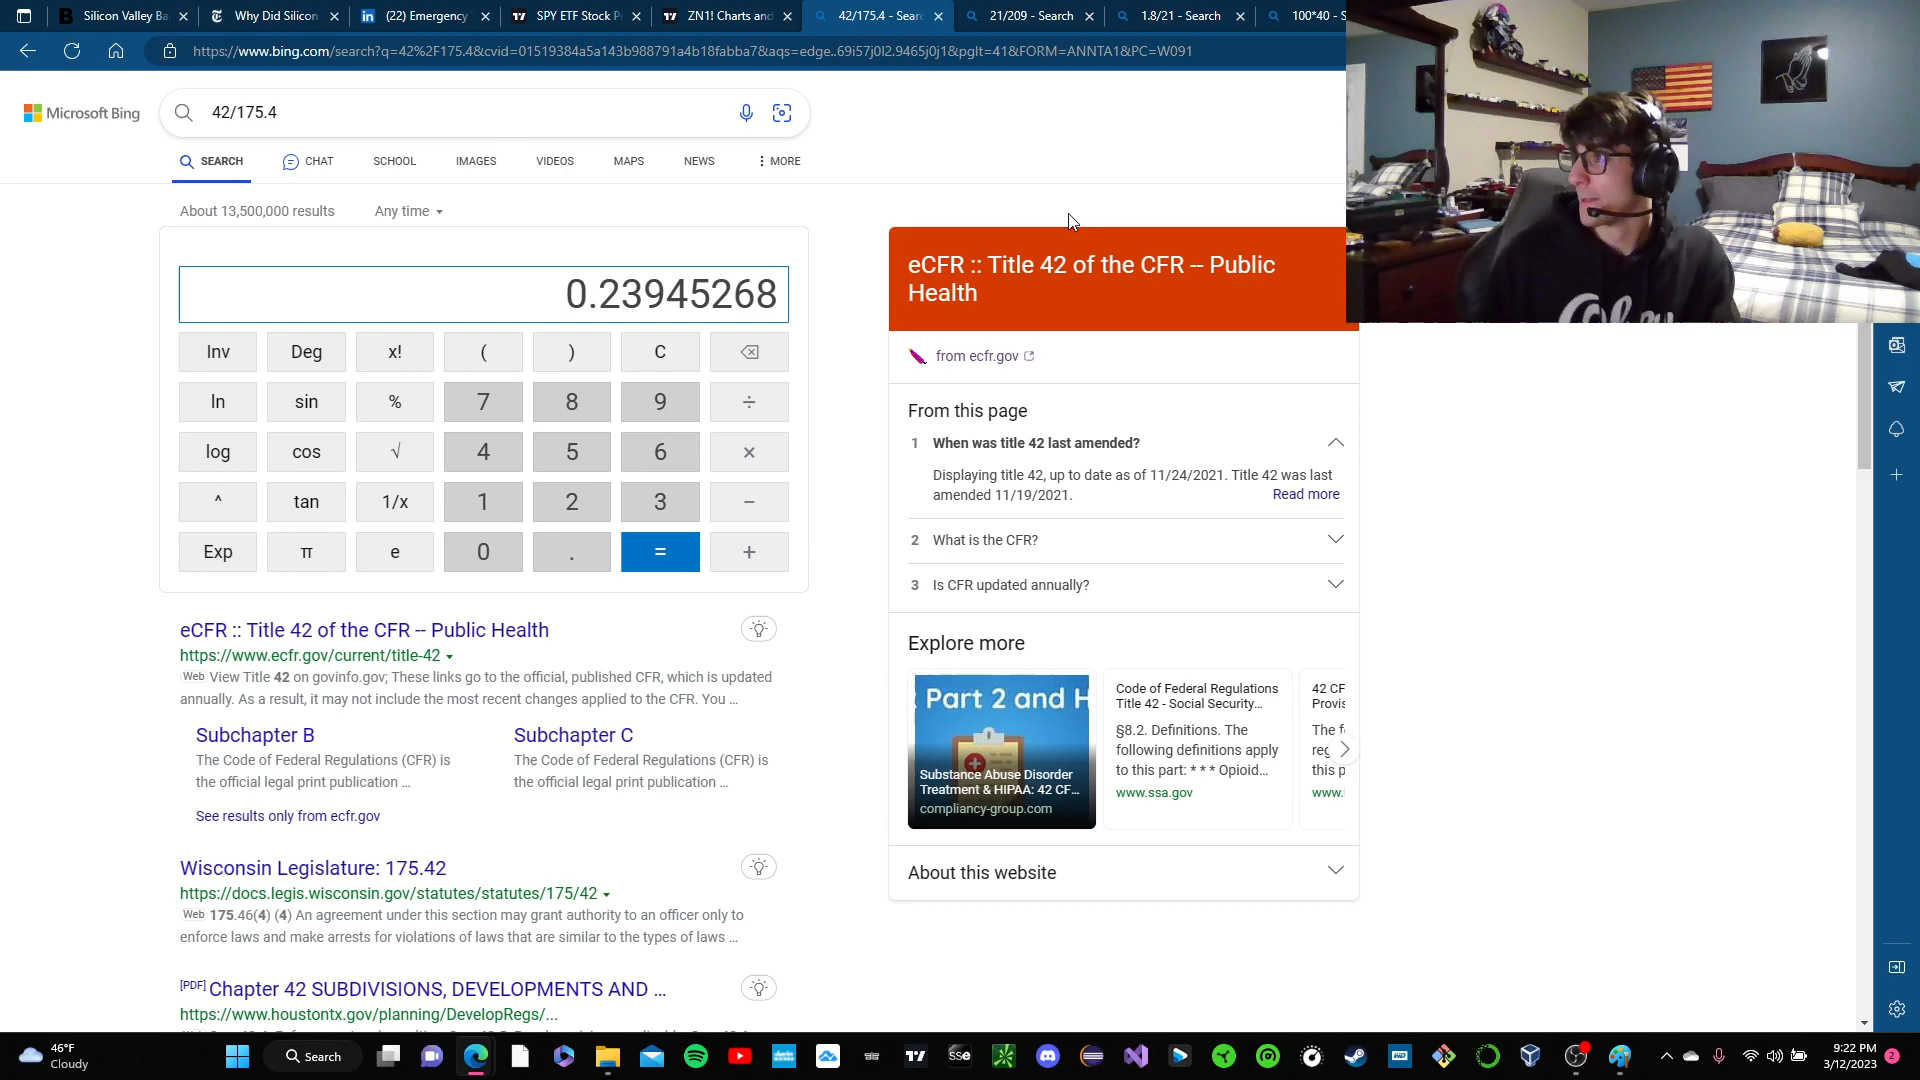 Silicon Valley Ba
Why Did Silicon
(22) Emergency
SPY ETF Stock P
ZN1! Charts and
42/175.4 - Sear
21/209 - Search
1.8/21 - Search
100*40 - S
https://www.bing.com/search?q=42%2F175.4&cvid=01519384a5a143b988791a4b18fabba7&aqs=edge..69i57j0l2.9465j0j1&pglt=41&FORM=ANNTA1&PC=W091
Microsoft Bing
42/175.4
SEARCH CHAT SCHOOL IMAGES VIDEOS MAPS NEWS MORE
About 13,500,000 results Any time
0.23945268
Inv Deg x! ( ) C
ln sin % 7 8 9 ÷
log cos √ 4 5 6 ×
^ tan 1/x 1 2 3 −
Exp π e 0 . = +
eCFR :: Title 42 of the CFR -- Public Health
https://www.ecfr.gov/current/title-42
Web View Title 42 on govinfo.gov; These links go to the official, published CFR, which is updated
annually. As a result, it may not include the most recent changes applied to the CFR. You ...
Subchapter B
The Code of Federal Regulations (CFR) is
the official legal print publication ...
Subchapter C
The Code of Federal Regulations (CFR) is
the official legal print publication ...
See results only from ecfr.gov
Wisconsin Legislature: 175.42
https://docs.legis.wisconsin.gov/statutes/statutes/175/42
Web 175.46(4) (4) An agreement under this section may grant authority to an officer only to
enforce laws and make arrests for violations of laws that are similar to the types of laws ...
[PDF] Chapter 42 SUBDIVISIONS, DEVELOPMENTS AND ...
https://www.houstontx.gov/planning/DevelopRegs/...
eCFR :: Title 42 of the CFR -- Public
Health
from ecfr.gov
From this page
1 When was title 42 last amended?
Displaying title 42, up to date as of 11/24/2021. Title 42 was last
amended 11/19/2021. Read more
2 What is the CFR?
3 Is CFR updated annually?
Explore more
Part 2 and H
Substance Abuse Disorder
Treatment & HIPAA: 42 CF...
compliancy-group.com
Code of Federal Regulations
Title 42 - Social Security...
§8.2. Definitions. The
following definitions apply
to this part: * * * Opioid...
www.ssa.gov
42 CF
Provis
The f
reg
this p
www.
About this website
46°F
Cloudy
Search
SSE
9:22 PM
3/12/2023
2